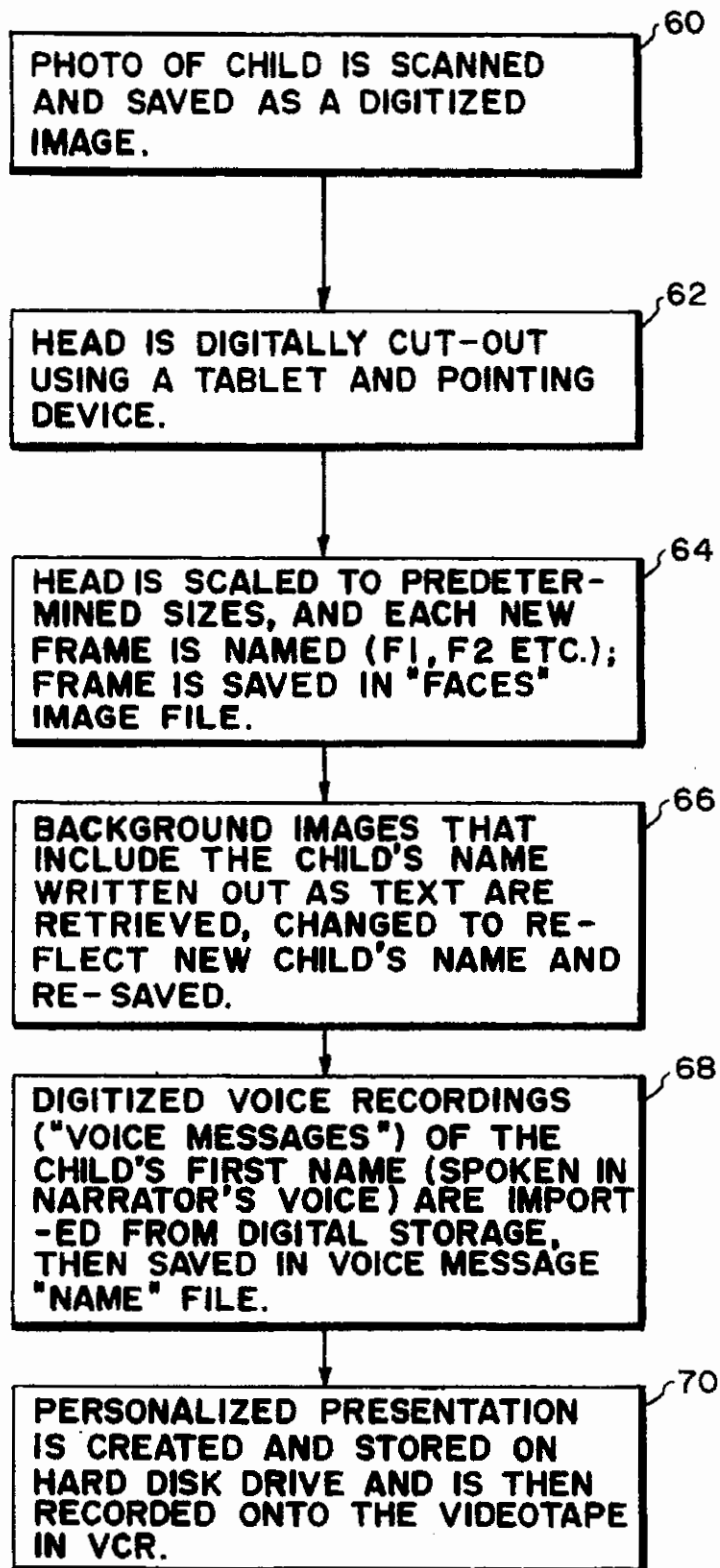 60
PHOTO OF CHILD IS SCANNED
AND SAVED AS A DIGITIZED
IMAGE.
62
HEAD IS DIGITALLY CUT-OUT
USING A TABLET AND POINTING
DEVICE.
64
HEAD IS SCALED TO PREDETER-
MINED SIZES, AND EACH NEW
FRAME IS NAMED (F1, F2 ETC.);
FRAME IS SAVED IN "FACES"
IMAGE FILE.
66
BACKGROUND IMAGES THAT
INCLUDE THE CHILD'S NAME
WRITTEN OUT AS TEXT ARE
RETRIEVED, CHANGED TO RE-
FLECT NEW CHILD'S NAME AND
RE-SAVED.
68
DIGITIZED VOICE RECORDINGS
("VOICE MESSAGES") OF THE
CHILD'S FIRST NAME (SPOKEN IN
NARRATOR'S VOICE) ARE IMPORT
-ED FROM DIGITAL STORAGE,
THEN SAVED IN VOICE MESSAGE
"NAME" FILE.
70
PERSONALIZED PRESENTATION
IS CREATED AND STORED ON
HARD DISK DRIVE AND IS THEN
RECORDED ONTO THE VIDEOTAPE
IN VCR.